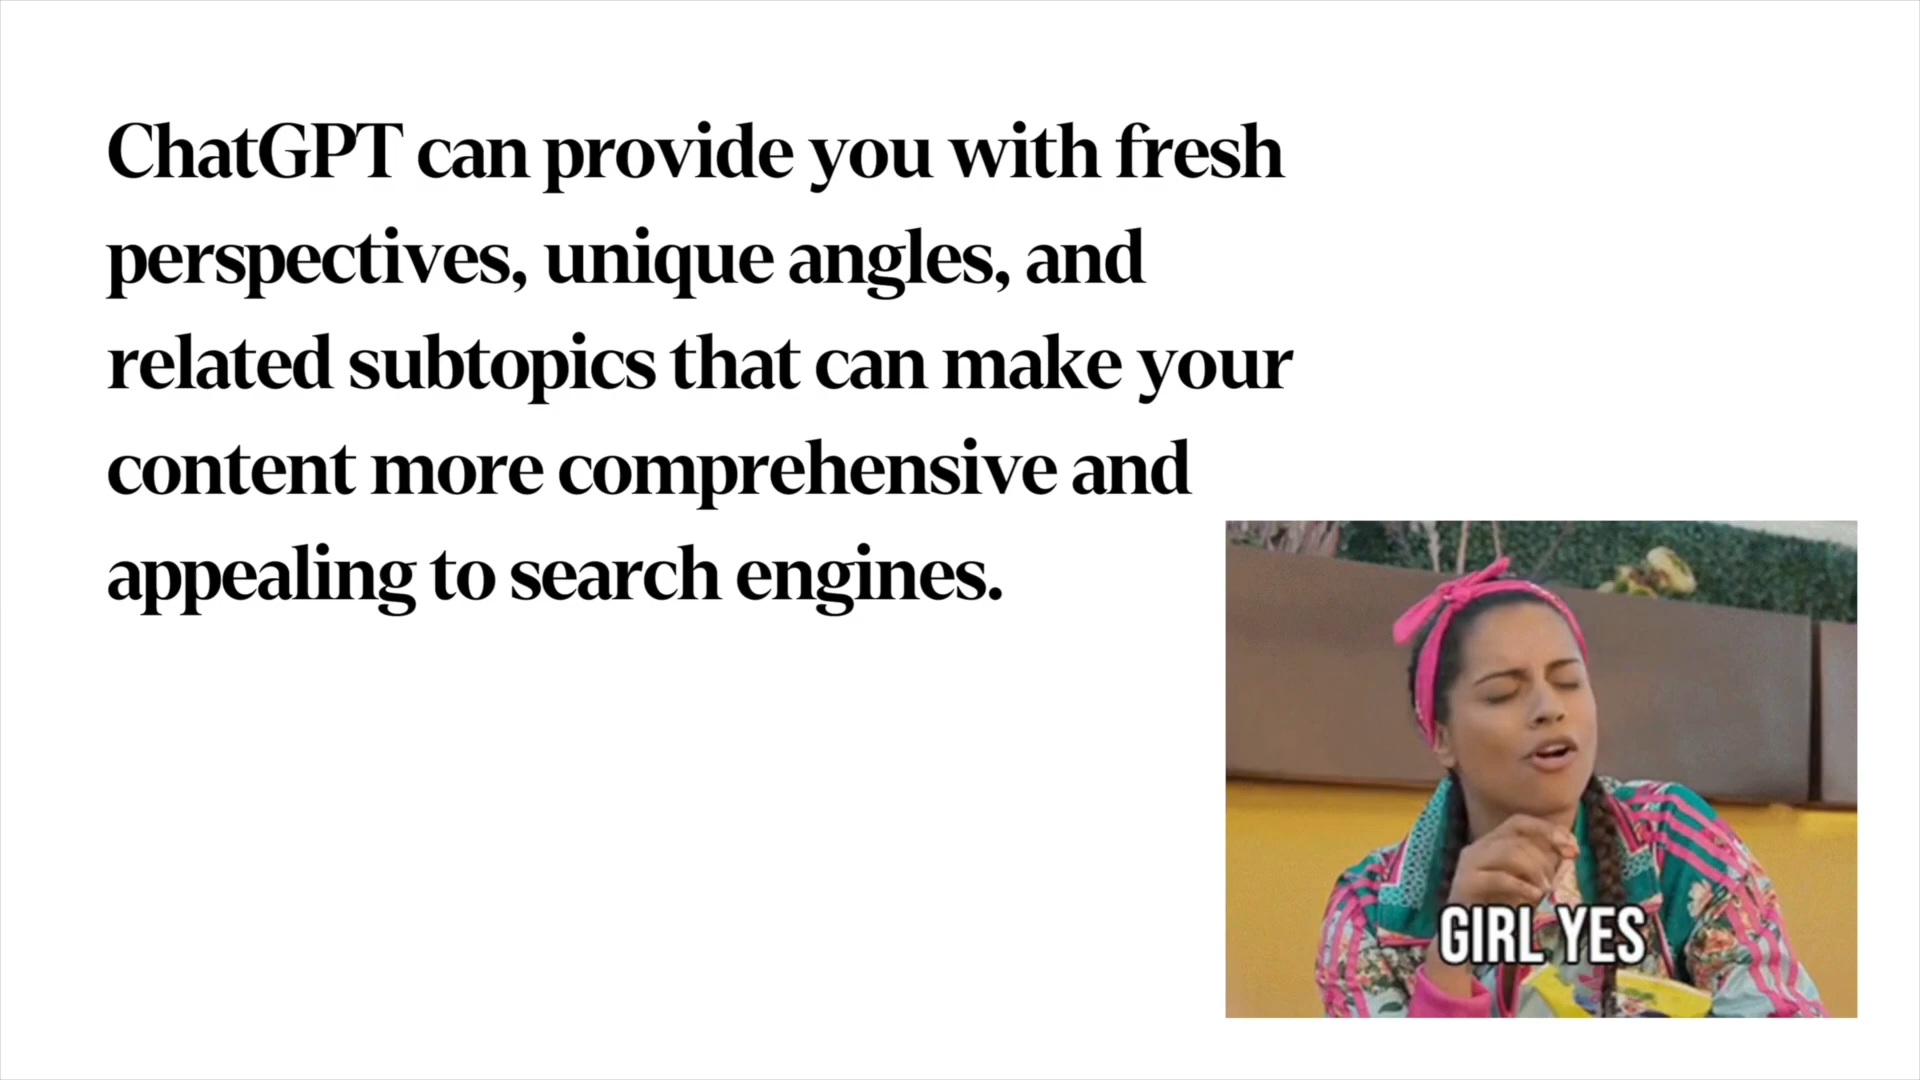 ChatGPT can provide you with fresh
perspectives, unique angles, and
related subtopics that can make your
content more comprehensive and
appealing to search engines.
GIRL YES